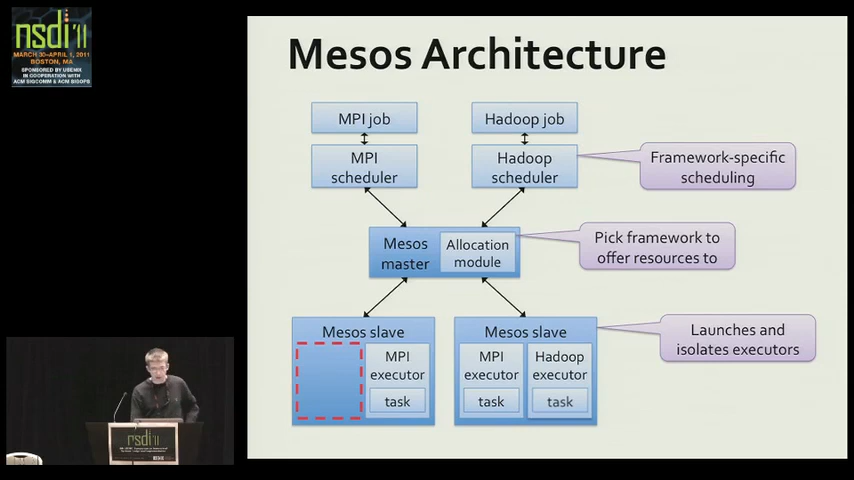 nsdi'11
MARCH 30–APRIL 1, 2011
BOSTON, MA
SPONSORED BY USENIX
IN COOPERATION WITH
ACM SIGCOMM & ACM SIGOPS
Mesos Architecture
MPI job
Hadoop job
MPI
scheduler
Hadoop
scheduler
Framework-specific
scheduling
Mesos
master
Allocation
module
Pick framework to
offer resources to
Mesos slave
MPI
executor
task
Mesos slave
MPI
executor
task
Hadoop
executor
task
Launches and
isolates executors
nsdi'11